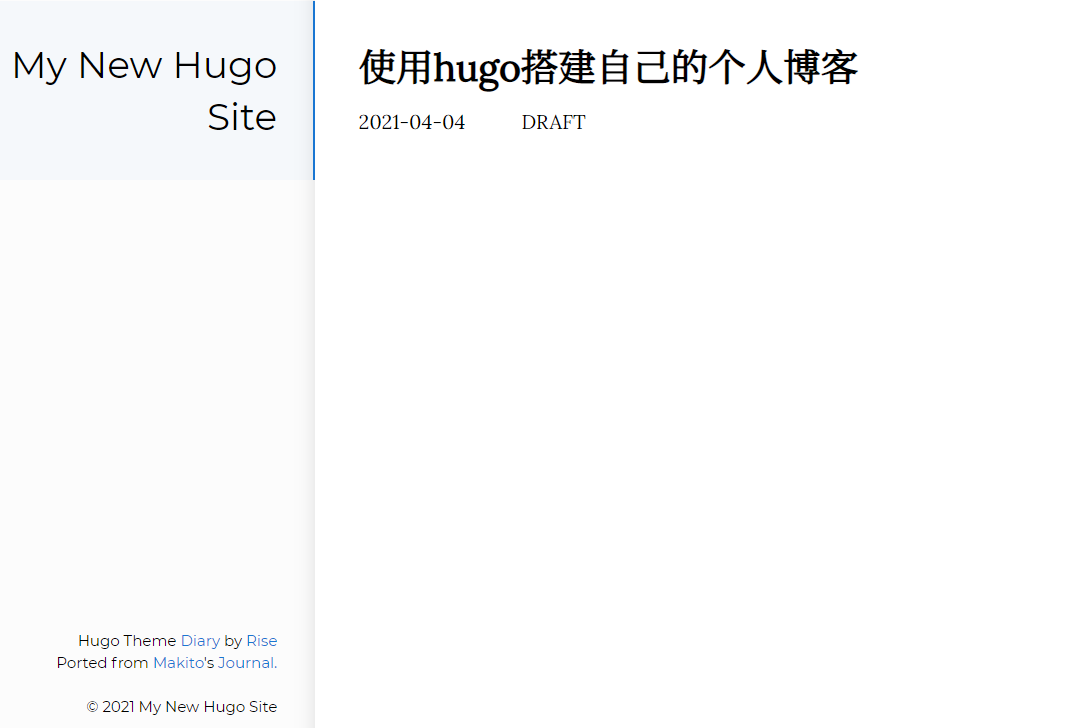 My New Hugo
Site
使用hugo搭建自己的个人博客
2021-04-04 DRAFT
Hugo Theme Diary by Rise
Ported from Makito's Journal.
© 2021 My New Hugo Site